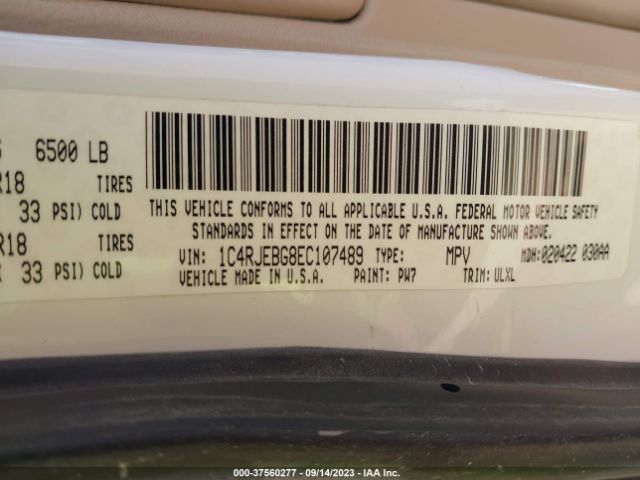 6500 LB
R18 TIRES
33 PSI) COLD
R18 TIRES
33 PSI) COLD
THIS VEHICLE CONFORMS TO ALL APPLICABLE U.S.A. FEDERAL MOTOR VEHICLE SAFETY
STANDARDS IN EFFECT ON THE DATE OF MANUFACTURE SHOWN ABOVE.
VIN: 1C4RJEBG8EC107489 TYPE: MPV MDH:020422 030AA
VEHICLE MADE IN U.S.A. PAINT: PW7 TRIM: ULXL
000-37560277 - 09/14/2023 - IAA Inc.